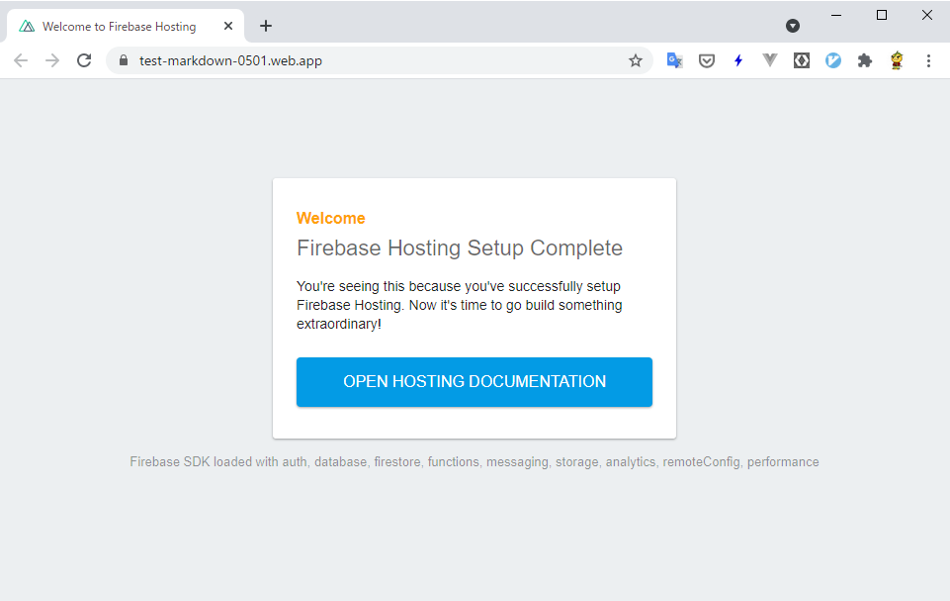 Welcome to Firebase Hosting
test-markdown-0501.web.app
Welcome
Firebase Hosting Setup Complete
You're seeing this because you've successfully setup
Firebase Hosting. Now it's time to go build something
extraordinary!
OPEN HOSTING DOCUMENTATION
Firebase SDK loaded with auth, database, firestore, functions, messaging, storage, analytics, remoteConfig, performance